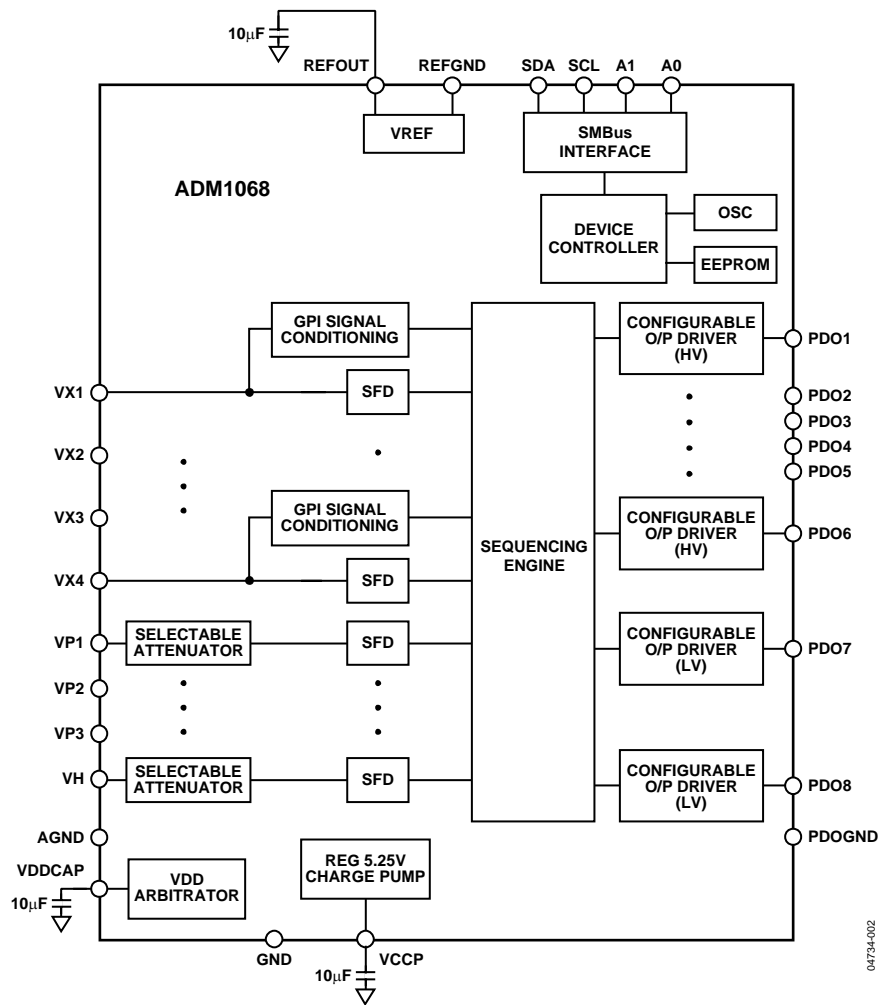 10µF
REFOUT
REFGND
SDA
SCL
A1
A0
VREF
SMBus
INTERFACE
ADM1068
DEVICE
CONTROLLER
OSC
EEPROM
GPI SIGNAL
CONDITIONING
CONFIGURABLE
O/P DRIVER
(HV)
PDO1
VX1
SFD
PDO2
PDO3
PDO4
PDO5
VX2
VX3
GPI SIGNAL
CONDITIONING
SEQUENCING
ENGINE
CONFIGURABLE
O/P DRIVER
(HV)
PDO6
VX4
SFD
VP1
SELECTABLE
ATTENUATOR
SFD
CONFIGURABLE
O/P DRIVER
(LV)
PDO7
VP2
VP3
VH
SELECTABLE
ATTENUATOR
SFD
CONFIGURABLE
O/P DRIVER
(LV)
PDO8
AGND
PDOGND
VDDCAP
10µF
VDD
ARBITRATOR
REG 5.25V
CHARGE PUMP
GND
VCCP
10µF
04734-002